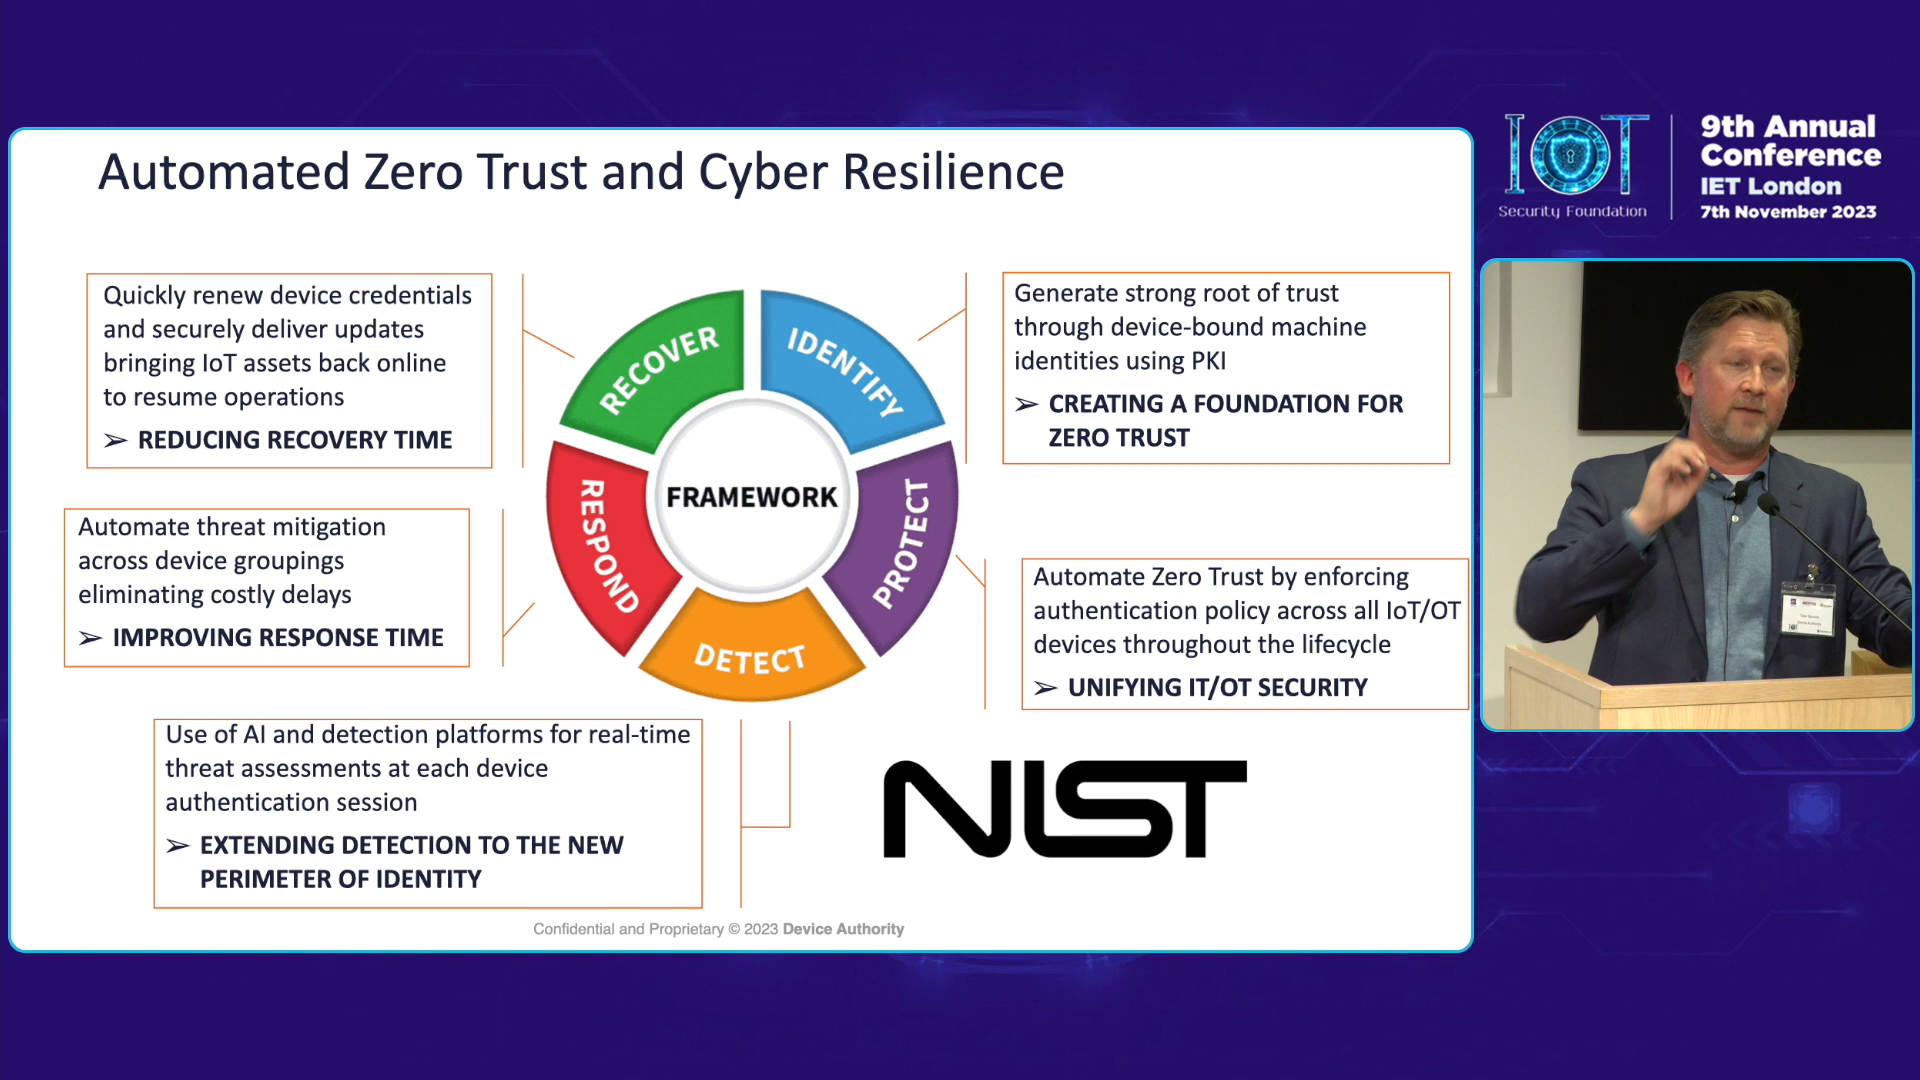 Automated Zero Trust and Cyber Resilience
Quickly renew device credentials
and securely deliver updates
bringing IoT assets back online
to resume operations
➢ REDUCING RECOVERY TIME
Automate threat mitigation
across device groupings
eliminating costly delays
➢ IMPROVING RESPONSE TIME
Use of AI and detection platforms for real-time
threat assessments at each device
authentication session
➢ EXTENDING DETECTION TO THE NEW
PERIMETER OF IDENTITY
RECOVER
IDENTIFY
PROTECT
DETECT
RESPOND
FRAMEWORK
Generate strong root of trust
through device-bound machine
identities using PKI
➢ CREATING A FOUNDATION FOR
ZERO TRUST
Automate Zero Trust by enforcing
authentication policy across all IoT/OT
devices throughout the lifecycle
➢ UNIFYING IT/OT SECURITY
NIST
Confidential and Proprietary © 2023 Device Authority
IOT
Security Foundation
9th Annual
Conference
IET London
7th November 2023